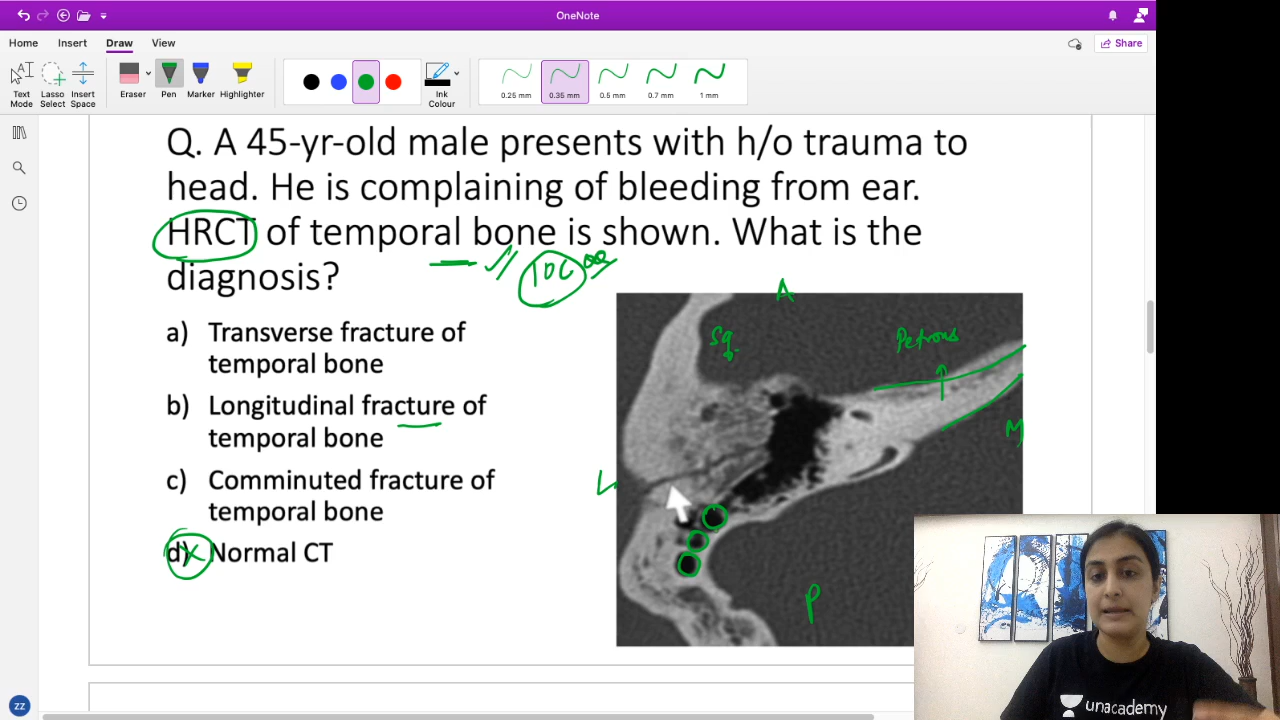 OneNote
Home Insert Draw View
Share
Text Mode
Lasso Select
Insert Space
Eraser
Pen
Marker
Highlighter
Ink Colour
0.25 mm
0.35 mm
0.5 mm
0.7 mm
1 mm
Q. A 45-yr-old male presents with h/o trauma to
head. He is complaining of bleeding from ear.
HRCT of temporal bone is shown. What is the
diagnosis?
IOC
a) Transverse fracture of
temporal bone
b) Longitudinal fracture of
temporal bone
c) Comminuted fracture of
temporal bone
d) Normal CT
A
Sq.
Petrous
M
L
P
unacademy
ZZ